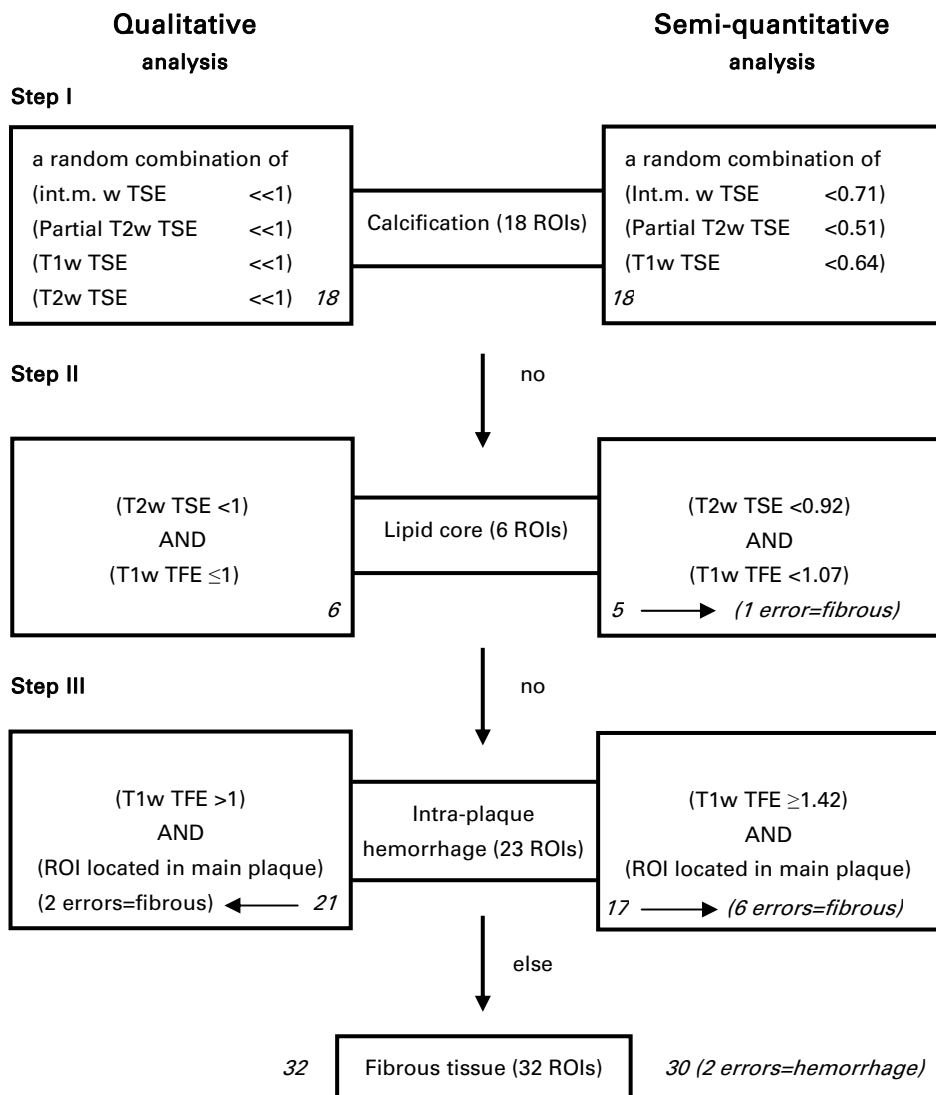 Qualitative
analysis
Semi-quantitative
analysis
Step I
a random combination of
(int.m. w TSE <<1)
(Partial T2w TSE <<1)
(T1w TSE <<1)
(T2w TSE <<1) 18
Calcification (18 ROIs)
a random combination of
(Int.m. w TSE <0.71)
(Partial T2w TSE <0.51)
(T1w TSE <0.64)
18
no
Step II
(T2w TSE <1)
AND
(T1w TFE ≤1)
6
Lipid core (6 ROIs)
(T2w TSE <0.92)
AND
(T1w TFE <1.07)
5 → (1 error=fibrous)
no
Step III
(T1w TFE >1)
AND
(ROI located in main plaque)
(2 errors=fibrous) ← 21
Intra-plaque
hemorrhage (23 ROIs)
(T1w TFE ≥1.42)
AND
(ROI located in main plaque)
17 → (6 errors=fibrous)
else
32 Fibrous tissue (32 ROIs) 30 (2 errors=hemorrhage)